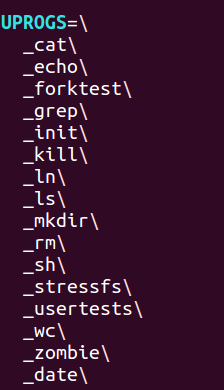 UPROGS=\
_cat\
_echo\
_forktest\
_grep\
_init\
_kill\
_ln\
_ls\
_mkdir\
_rm\
_sh\
_stressfs\
_usertests\
_wc\
_zombie\
_date\